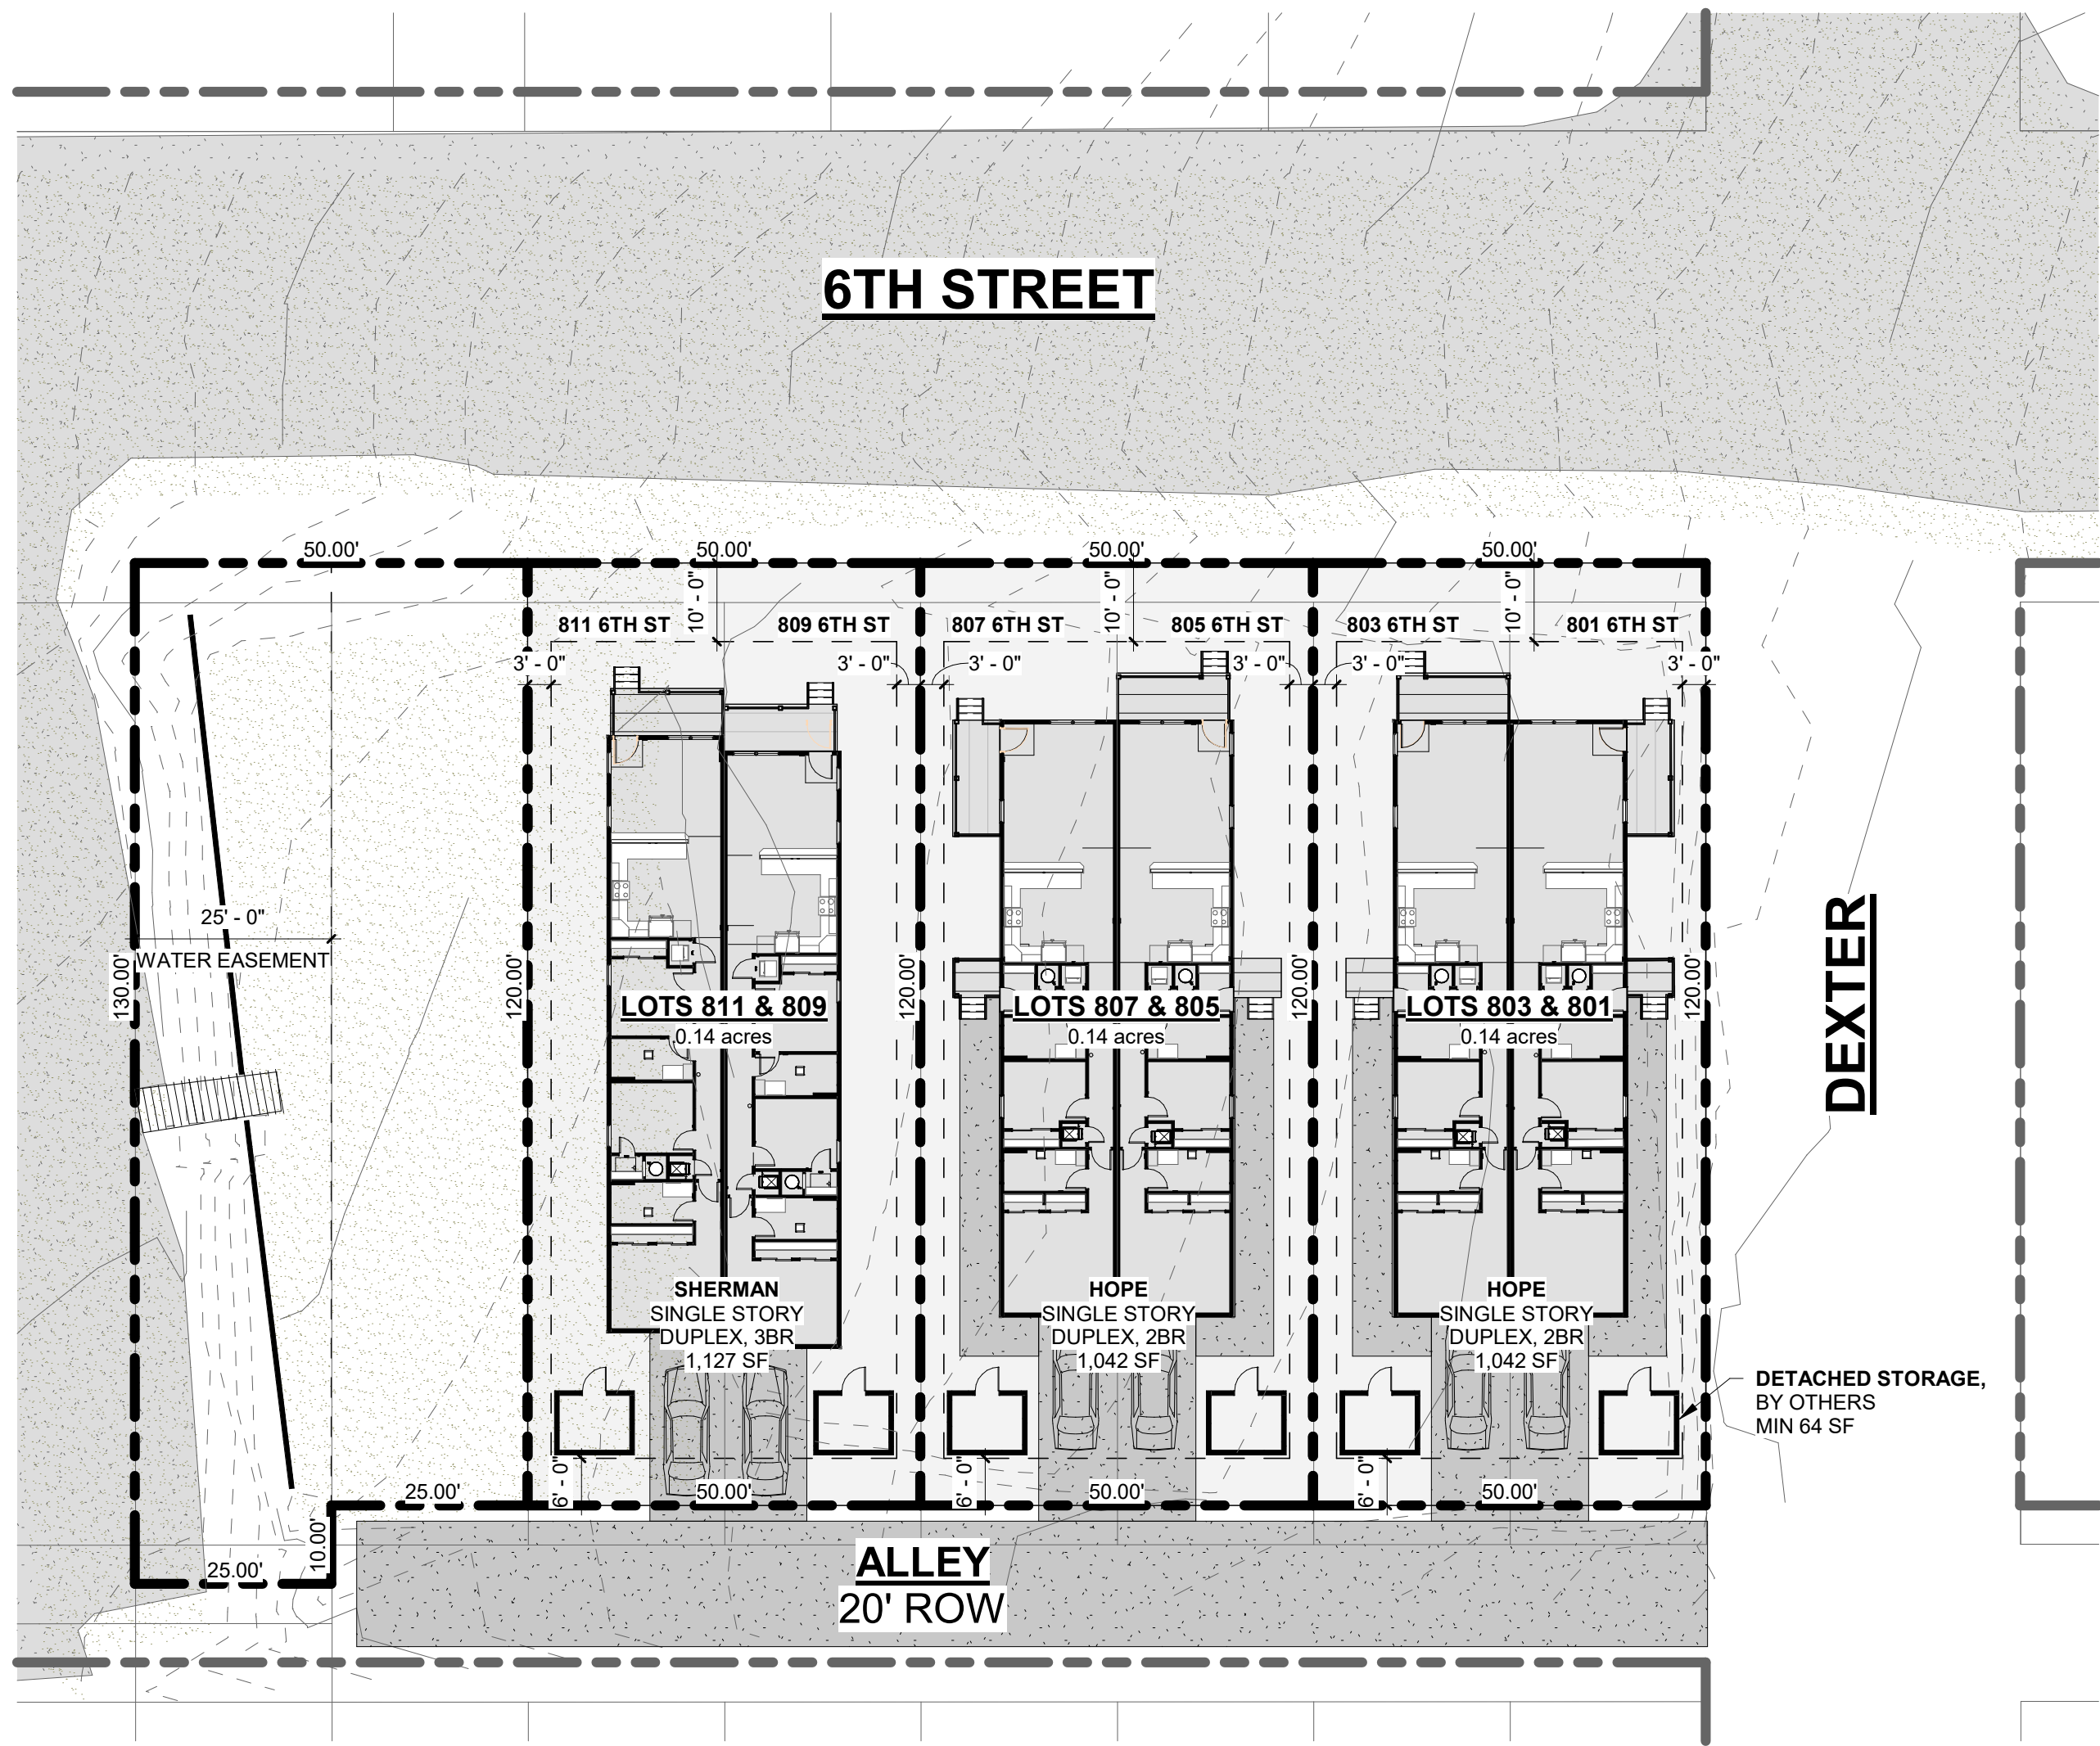 6TH STREET
50.00'
50.00'
50.00'
50.00'
10' - 0"
10' - 0"
10' - 0"
811 6TH ST
809 6TH ST
807 6TH ST
805 6TH ST
803 6TH ST
801 6TH ST
3' - 0"
3' - 0"
3' - 0"
3' - 0"
3' - 0"
3' - 0"
25' - 0"
WATER EASEMENT
130.00'
120.00'
120.00'
120.00'
120.00'
DEXTER
LOTS 811 & 809
0.14 acres
LOTS 807 & 805
0.14 acres
LOTS 803 & 801
0.14 acres
SHERMAN
SINGLE STORY
DUPLEX, 3BR
1,127 SF
HOPE
SINGLE STORY
DUPLEX, 2BR
1,042 SF
HOPE
SINGLE STORY
DUPLEX, 2BR
1,042 SF
DETACHED STORAGE,
BY OTHERS
MIN 64 SF
6' - 0"
6' - 0"
6' - 0"
25.00'
50.00'
50.00'
50.00'
10.00'
25.00'
ALLEY
20' ROW